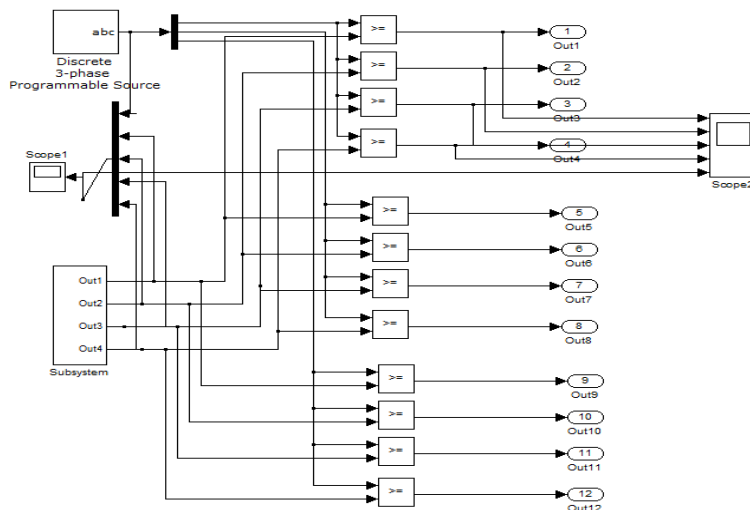 abc
Discrete
3-phase
Programmable Source
>=
1
Out1
>=
2
Out2
>=
3
Out3
>=
4
Out4
Scope1
Scope2
>=
5
Out5
>=
6
Out6
>=
7
Out7
>=
8
Out8
Out1
Out2
Out3
Out4
Subsystem
>=
9
Out9
>=
10
Out10
>=
11
Out11
>=
12
Out12